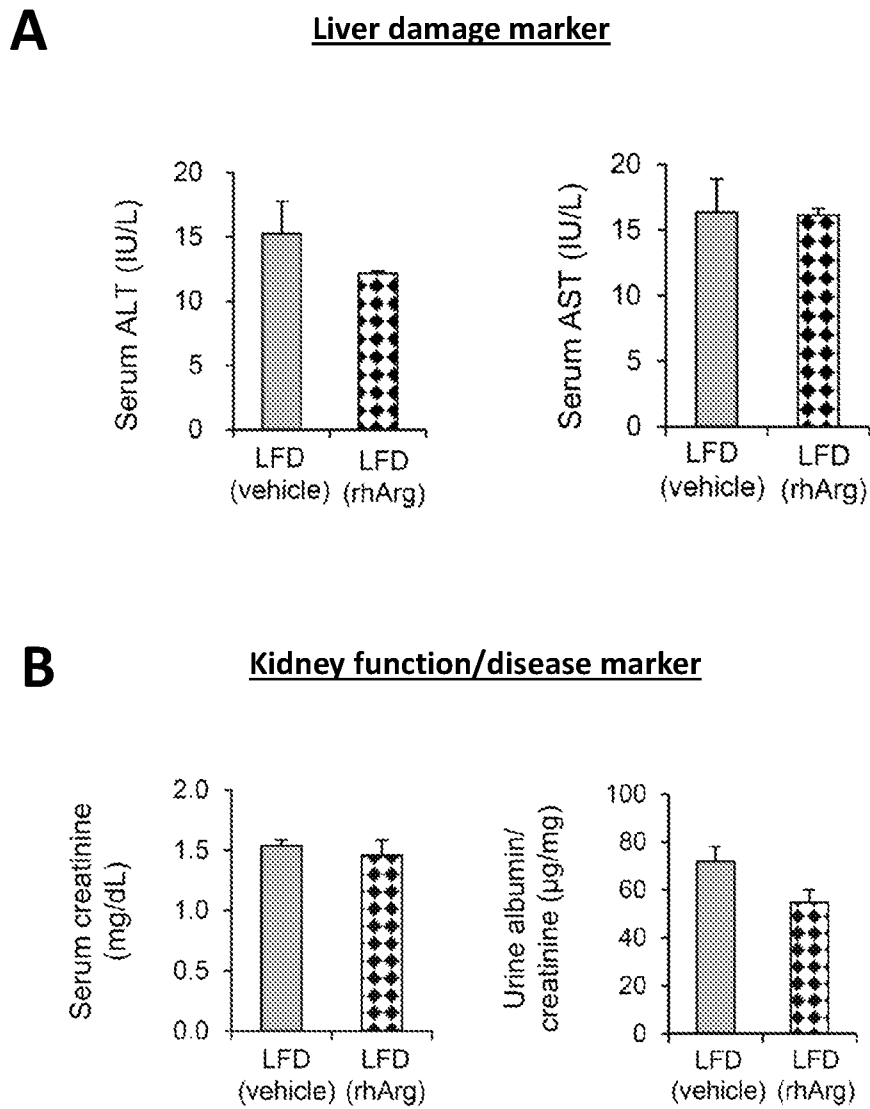 A
Liver damage marker
Serum ALT (IU/L)
20
15
10
5
0
LFD
(vehicle)
LFD
(rhArg)
Serum AST (IU/L)
20
15
10
5
0
LFD
(vehicle)
LFD
(rhArg)
B
Kidney function/disease marker
Serum creatinine
(mg/dL)
2.0
1.5
1.0
0.5
0.0
LFD
(vehicle)
LFD
(rhArg)
Urine albumin/
creatinine (µg/mg)
100
80
60
40
20
0
LFD
(vehicle)
LFD
(rhArg)